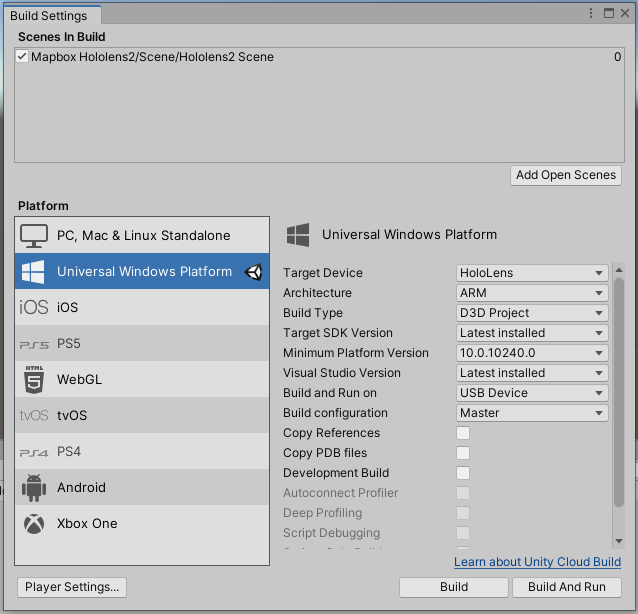 Build Settings
Scenes In Build
Mapbox Hololens2/Scene/Hololens2 Scene 0
Add Open Scenes
Platform
PC, Mac & Linux Standalone
Universal Windows Platform
iOS iOS
PS5 PS5
HTML 5 WebGL
tvOS tvOS
PS4 PS4
Android
Xbox One
Universal Windows Platform
Target Device HoloLens
Architecture ARM
Build Type D3D Project
Target SDK Version Latest installed
Minimum Platform Version 10.0.10240.0
Visual Studio Version Latest installed
Build and Run on USB Device
Build configuration Master
Copy References
Copy PDB files
Development Build
Autoconnect Profiler
Deep Profiling
Script Debugging
Learn about Unity Cloud Build
Player Settings...
Build
Build And Run